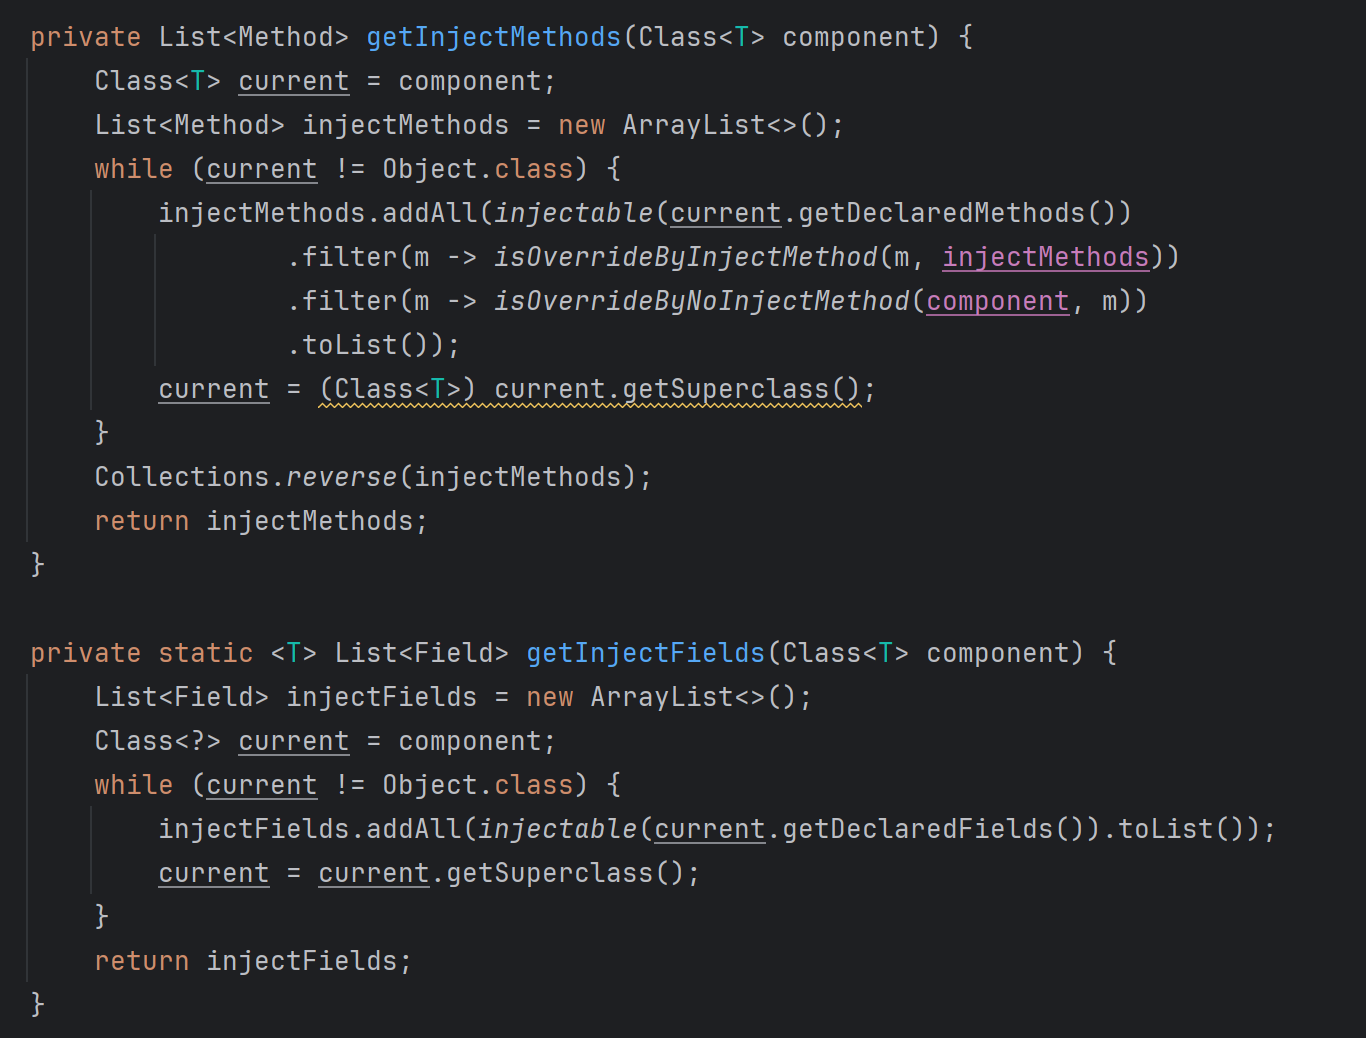 private List<Method> getInjectMethods(Class<T> component) {
    Class<T> current = component;
    List<Method> injectMethods = new ArrayList<>();
    while (current != Object.class) {
        injectMethods.addAll(injectable(current.getDeclaredMethods())
                .filter(m -> isOverrideByInjectMethod(m, injectMethods))
                .filter(m -> isOverrideByNoInjectMethod(component, m))
                .toList());
        current = (Class<T>) current.getSuperclass();
    }
    Collections.reverse(injectMethods);
    return injectMethods;
}

private static <T> List<Field> getInjectFields(Class<T> component) {
    List<Field> injectFields = new ArrayList<>();
    Class<?> current = component;
    while (current != Object.class) {
        injectFields.addAll(injectable(current.getDeclaredFields()).toList());
        current = current.getSuperclass();
    }
    return injectFields;
}